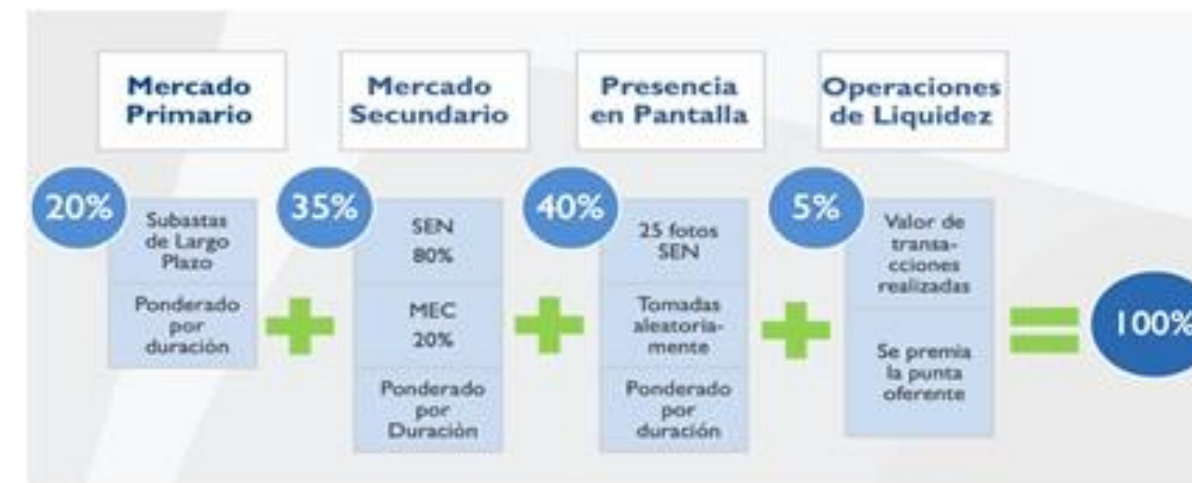 Mercado
Primario
20%
Subastas
de Largo
Plazo
Ponderado
por
duración
Mercado
Secundario
35%
SEN
80%
MEC
20%
Ponderado
por
Duración
Presencia
en Pantalla
40%
25 fotos
SEN
Tomadas
aleatoria-
mente
Ponderado
por
duración
Operaciones
de Liquidez
5%
Valor de
transa-
cciones
realizadas
Se premia
la punta
oferente
100%